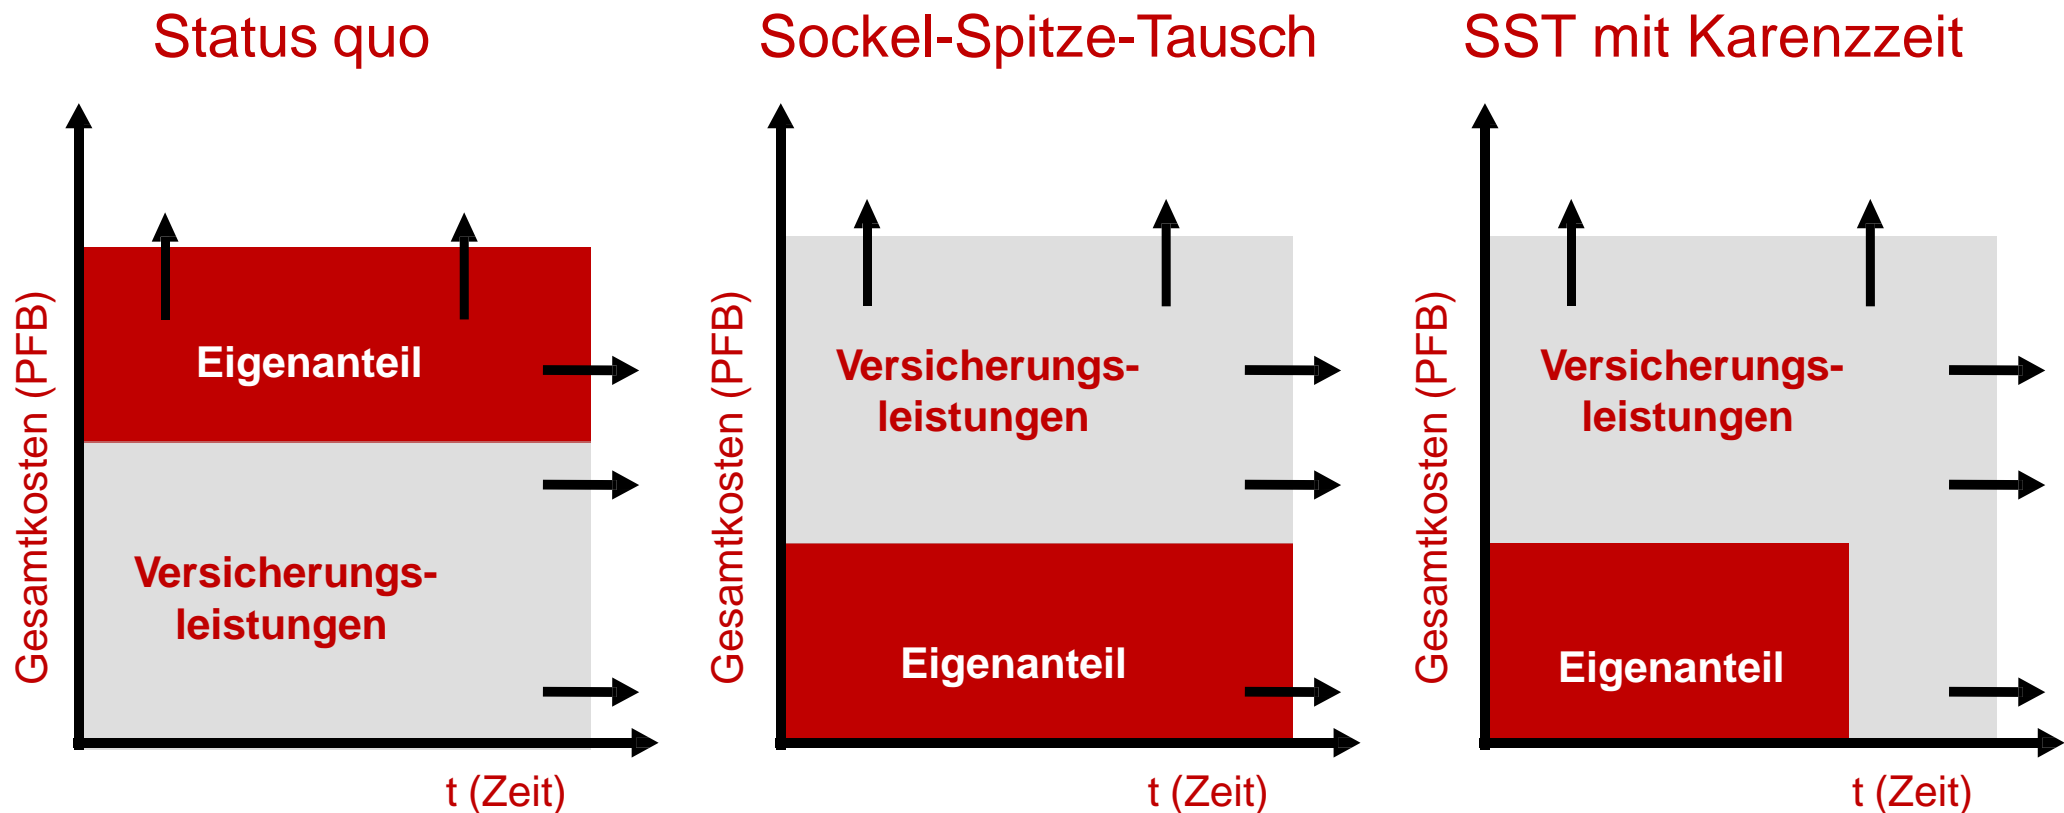 Status quo
Gesamtkosten (PFB)
Eigenanteil
Versicherungs-
leistungen
t (Zeit)
Sockel-Spitze-Tausch
Gesamtkosten (PFB)
Versicherungs-
leistungen
Eigenanteil
t (Zeit)
SST mit Karenzzeit
Gesamtkosten (PFB)
Versicherungs-
leistungen
Eigenanteil
t (Zeit)